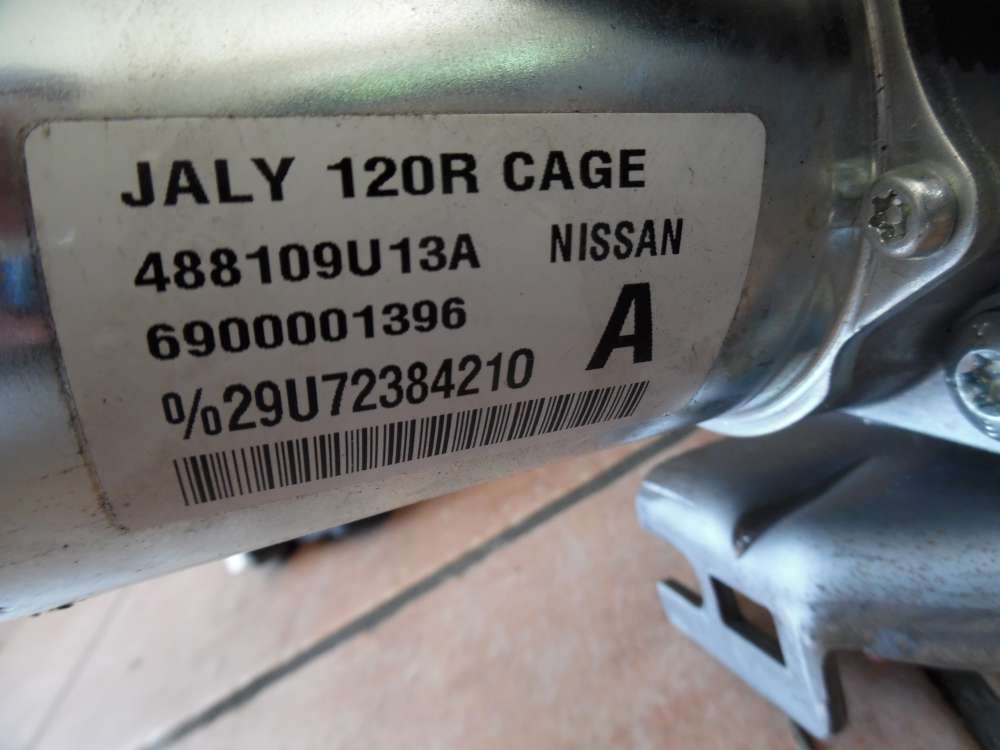 JALY 120R CAGE
488109U13A NISSAN
6900001396 A
%29U72384210